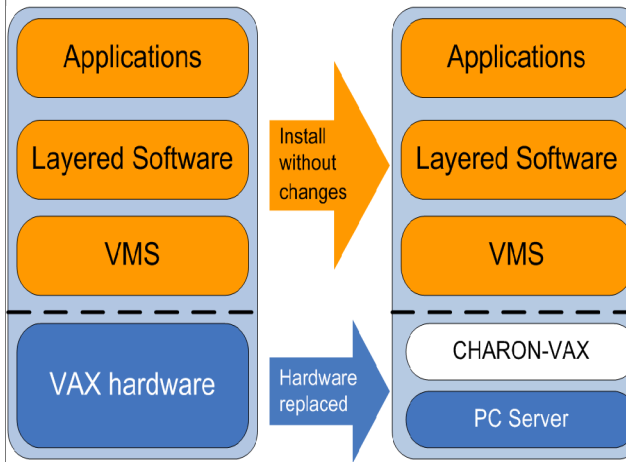 Applications
Layered Software
VMS
VAX hardware
Install
without
changes
Hardware
replaced
Applications
Layered Software
VMS
CHARON-VAX
PC Server